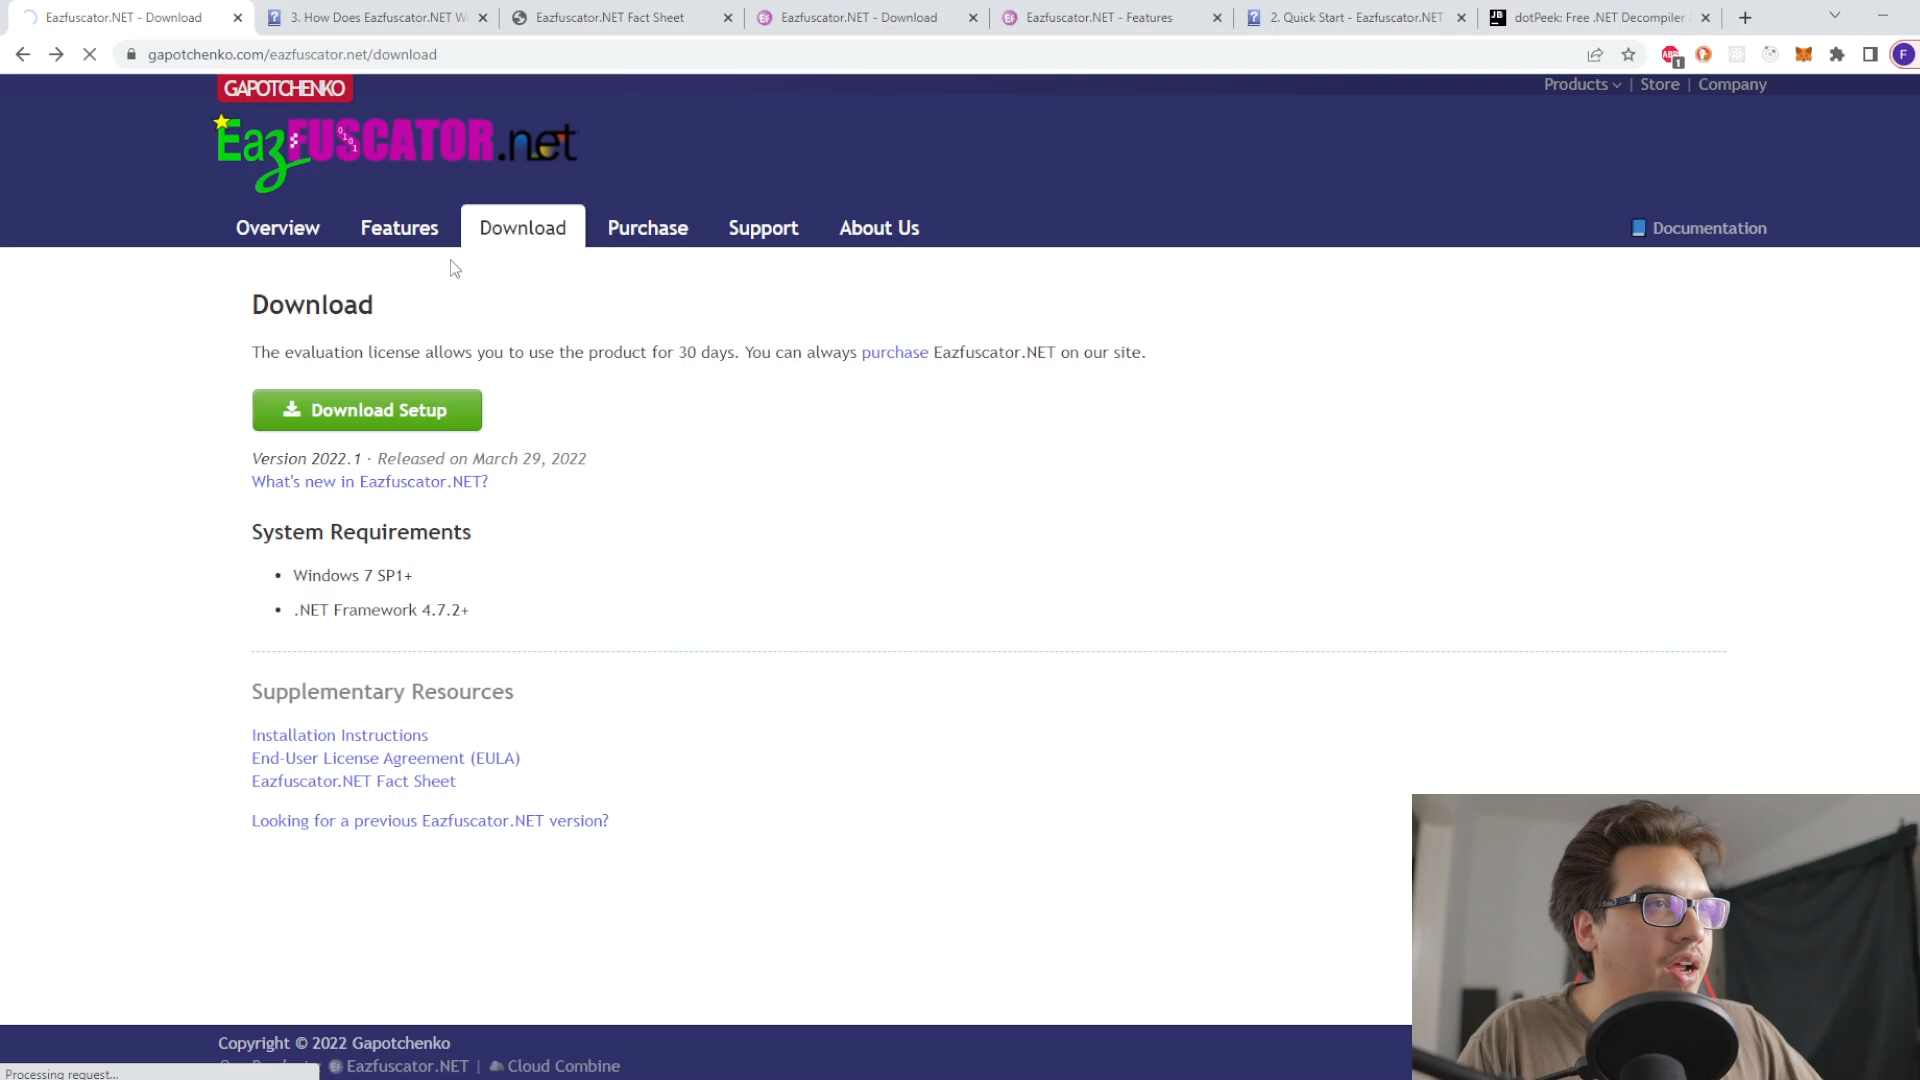 Eazfuscator.NET - Download
3. How Does Eazfuscator.NET W
Eazfuscator.NET Fact Sheet
Eazfuscator.NET - Download
Eazfuscator.NET - Features
2. Quick Start - Eazfuscator.NET
JB
dotPeek: Free .NET Decompiler
gapotchenko.com/eazfuscator.net/download
ABP
1
F
GAPOTCHENKO
Products | Store | Company
EazFUSCATOR.net
Overview
Features
Download
Purchase
Support
About Us
Documentation
Download
The evaluation license allows you to use the product for 30 days. You can always purchase Eazfuscator.NET on our site.
Download Setup
Version 2022.1 · Released on March 29, 2022
What's new in Eazfuscator.NET?
System Requirements
• Windows 7 SP1+
• .NET Framework 4.7.2+
Supplementary Resources
Installation Instructions
End-User License Agreement (EULA)
Eazfuscator.NET Fact Sheet
Looking for a previous Eazfuscator.NET version?
Copyright © 2022 Gapotchenko
Eazfuscator.NET | Cloud Combine
Processing request...